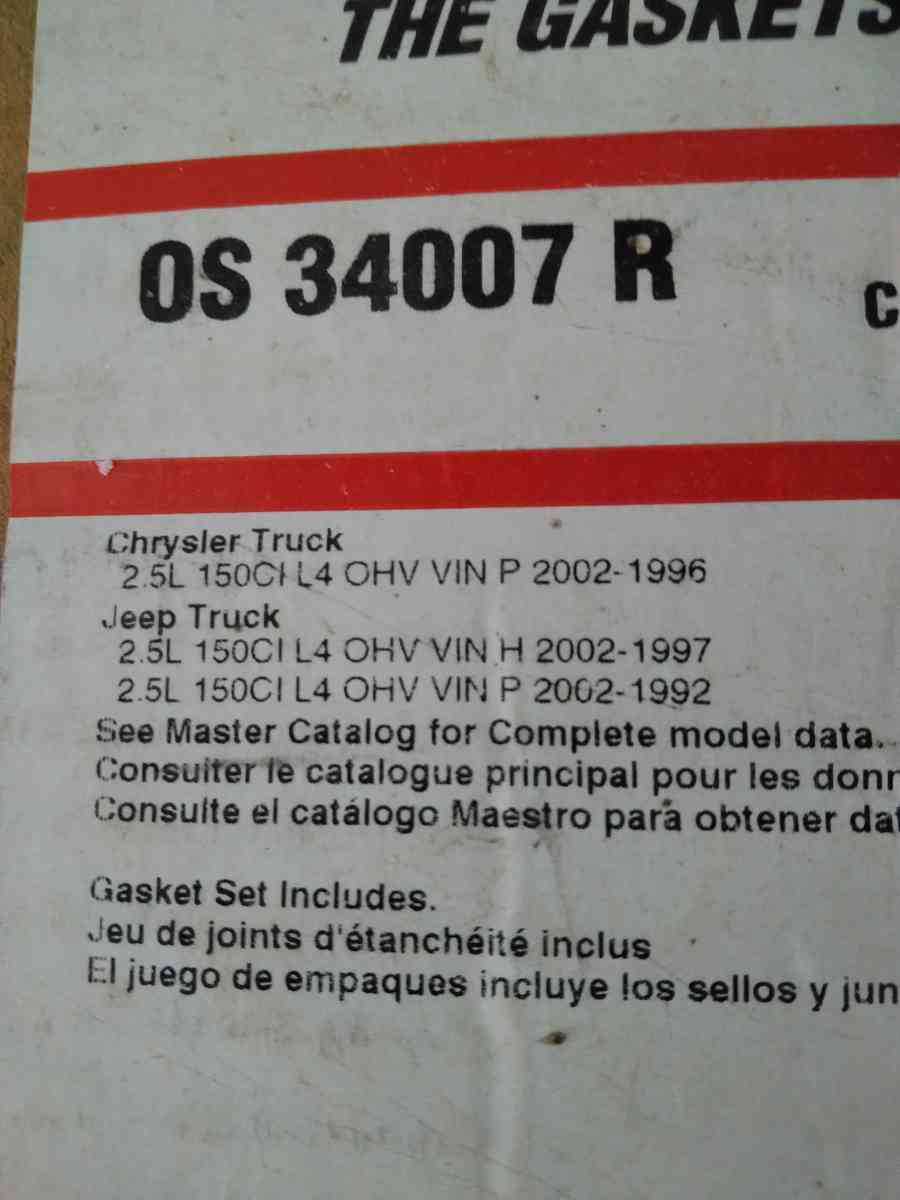 THE GASKETS
OS 34007 R
C
Chrysler Truck
2.5L 150CI L4 OHV VIN P 2002-1996
Jeep Truck
2.5L 150CI L4 OHV VIN H 2002-1997
2.5L 150CI L4 OHV VIN P 2002-1992
See Master Catalog for Complete model data.
Consulter le catalogue principal pour les donn
Consulte el catálogo Maestro para obtener dat
Gasket Set Includes.
Jeu de joints d'étanchéité inclus
El juego de empaques incluye los sellos y jun